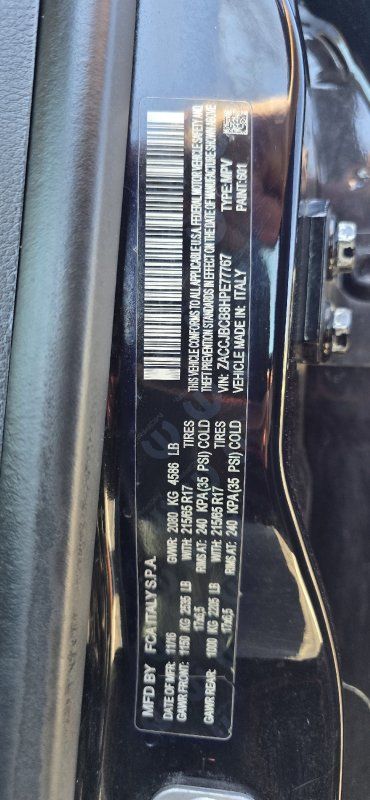 MFD BY FCA ITALY S.P.A.
DATE OF MFR: 11/16 GVWR: 2080 KG 4586 LB
GAWR FRONT: 1150 KG 2535 LB WITH: 215/65 R17 TIRES
17x6.5 RIMS AT: 240 KPA(35 PSI) COLD
GAWR REAR: 1000 KG 2205 LB WITH: 215/65 R17 TIRES
17x6.5 RIMS AT: 240 KPA(35 PSI) COLD
THIS VEHICLE CONFORMS TO ALL APPLICABLE U.S.A. FEDERAL MOTOR VEHICLE SAFETY AND
THEFT PREVENTION STANDARDS IN EFFECT ON THE DATE OF MANUFACTURE SHOWN ABOVE
VIN: ZACCJBCB8HPE77767 TYPE:MPV
VEHICLE MADE IN: ITALY PAINT:601